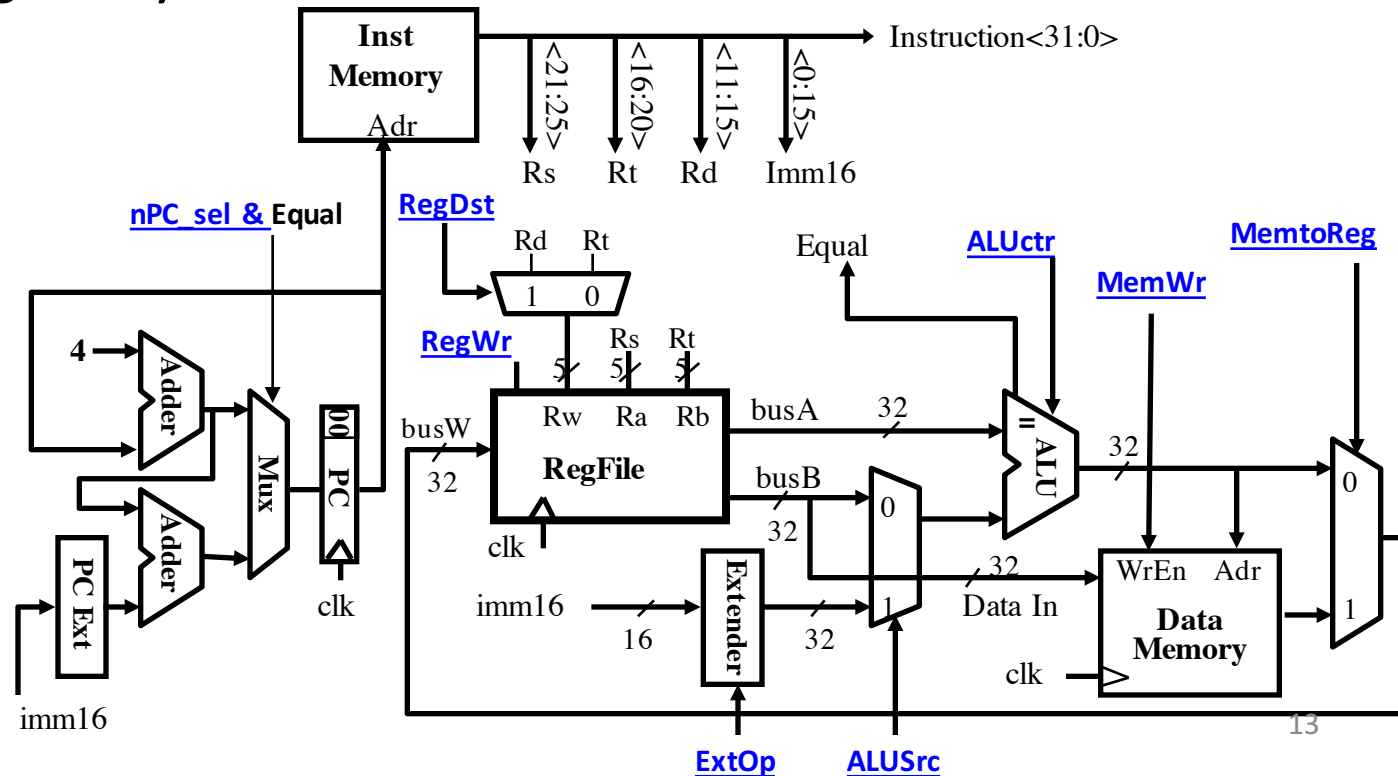 Inst
Memory
Adr
Instruction<31:0>
<21:25>
<16:20>
<11:15>
<0:15>
Rs
Rt
Rd
Imm16
nPC_sel & Equal
RegDst
Rd
Rt
1
0
Equal
ALUctr
MemtoReg
MemWr
4
Adder
RegWr
Rs
Rt
5
5
5
Rw
Ra
Rb
RegFile
clk
busW
32
busA
32
busB
32
=
ALU
32
0
1
0
1
Mux
00
PC
clk
Adder
PC Ext
imm16
imm16
16
Extender
32
32
Data In
WrEn
Adr
Data
Memory
clk
ExtOp
ALUSrc
13